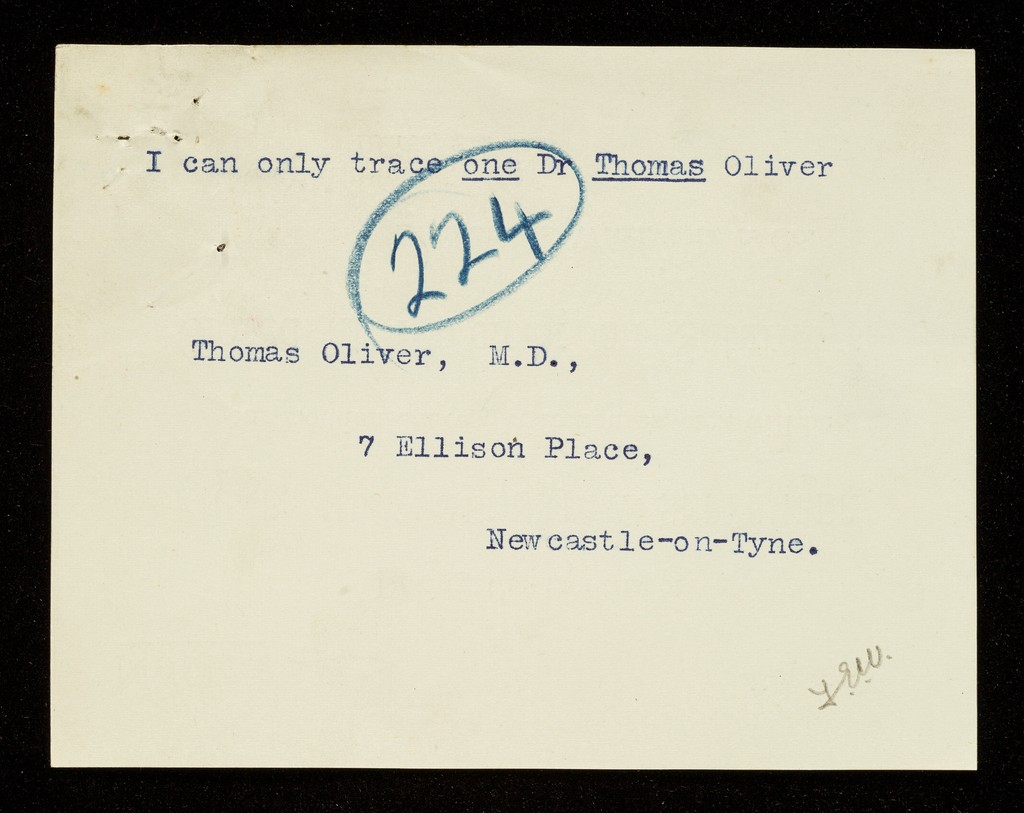 I can only trace one Dr Thomas Oliver
224
Thomas Oliver, M.D.,
7 Ellison Place,
Newcastle-on-Tyne.